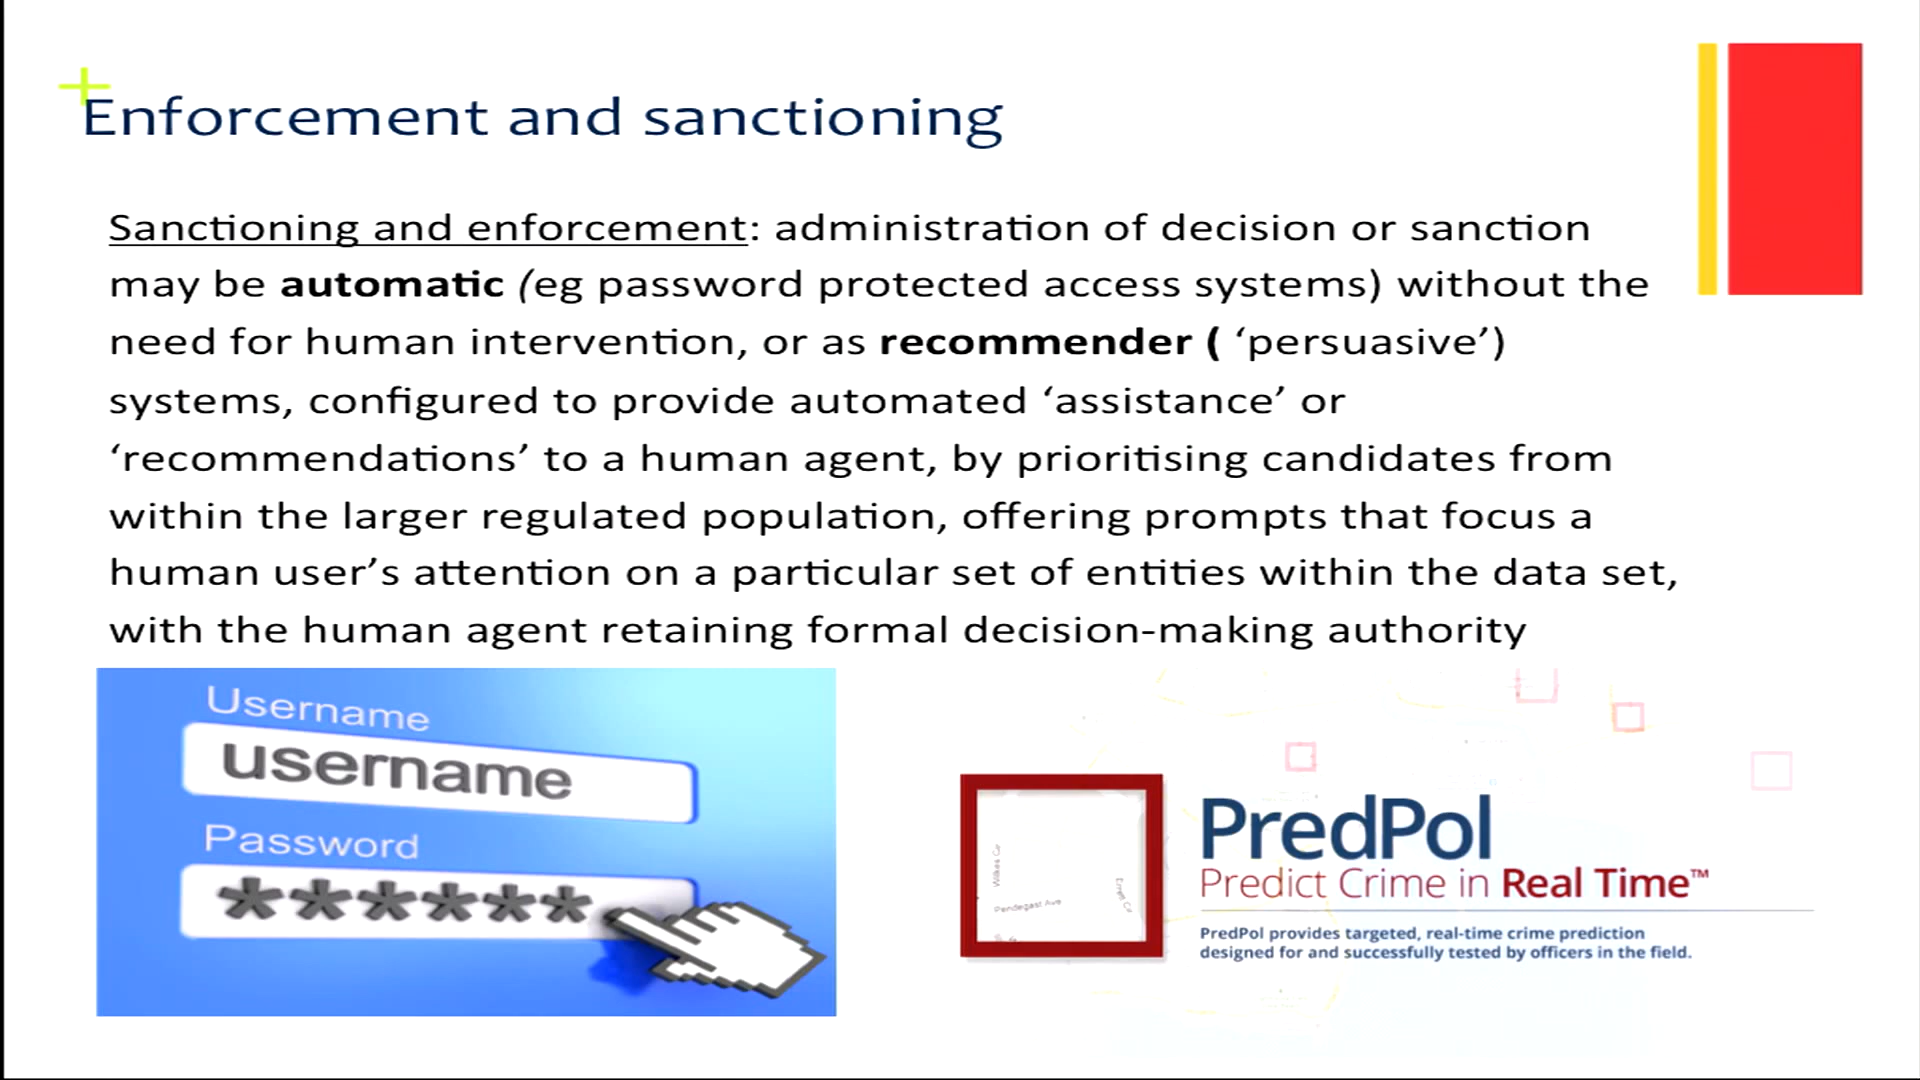 Enforcement and sanctioning
Sanctioning and enforcement: administration of decision or sanction
may be automatic (eg password protected access systems) without the
need for human intervention, or as recommender ( ‘persuasive’)
systems, configured to provide automated ‘assistance’ or
‘recommendations’ to a human agent, by prioritising candidates from
within the larger regulated population, offering prompts that focus a
human user’s attention on a particular set of entities within the data set,
with the human agent retaining formal decision-making authority
Username
username
Password
******
PredPol
Predict Crime in Real Time™
PredPol provides targeted, real-time crime prediction
designed for and successfully tested by officers in the field.
Pendegast Ave